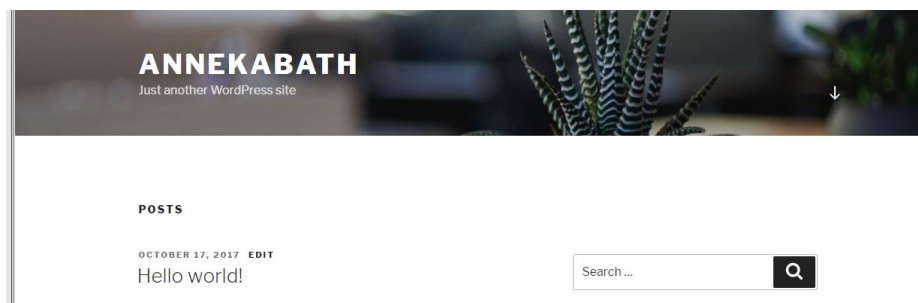 ANNEKABATH
Just another WordPress site
POSTS
OCTOBER 17, 2017 EDIT
Hello world!
Search ...